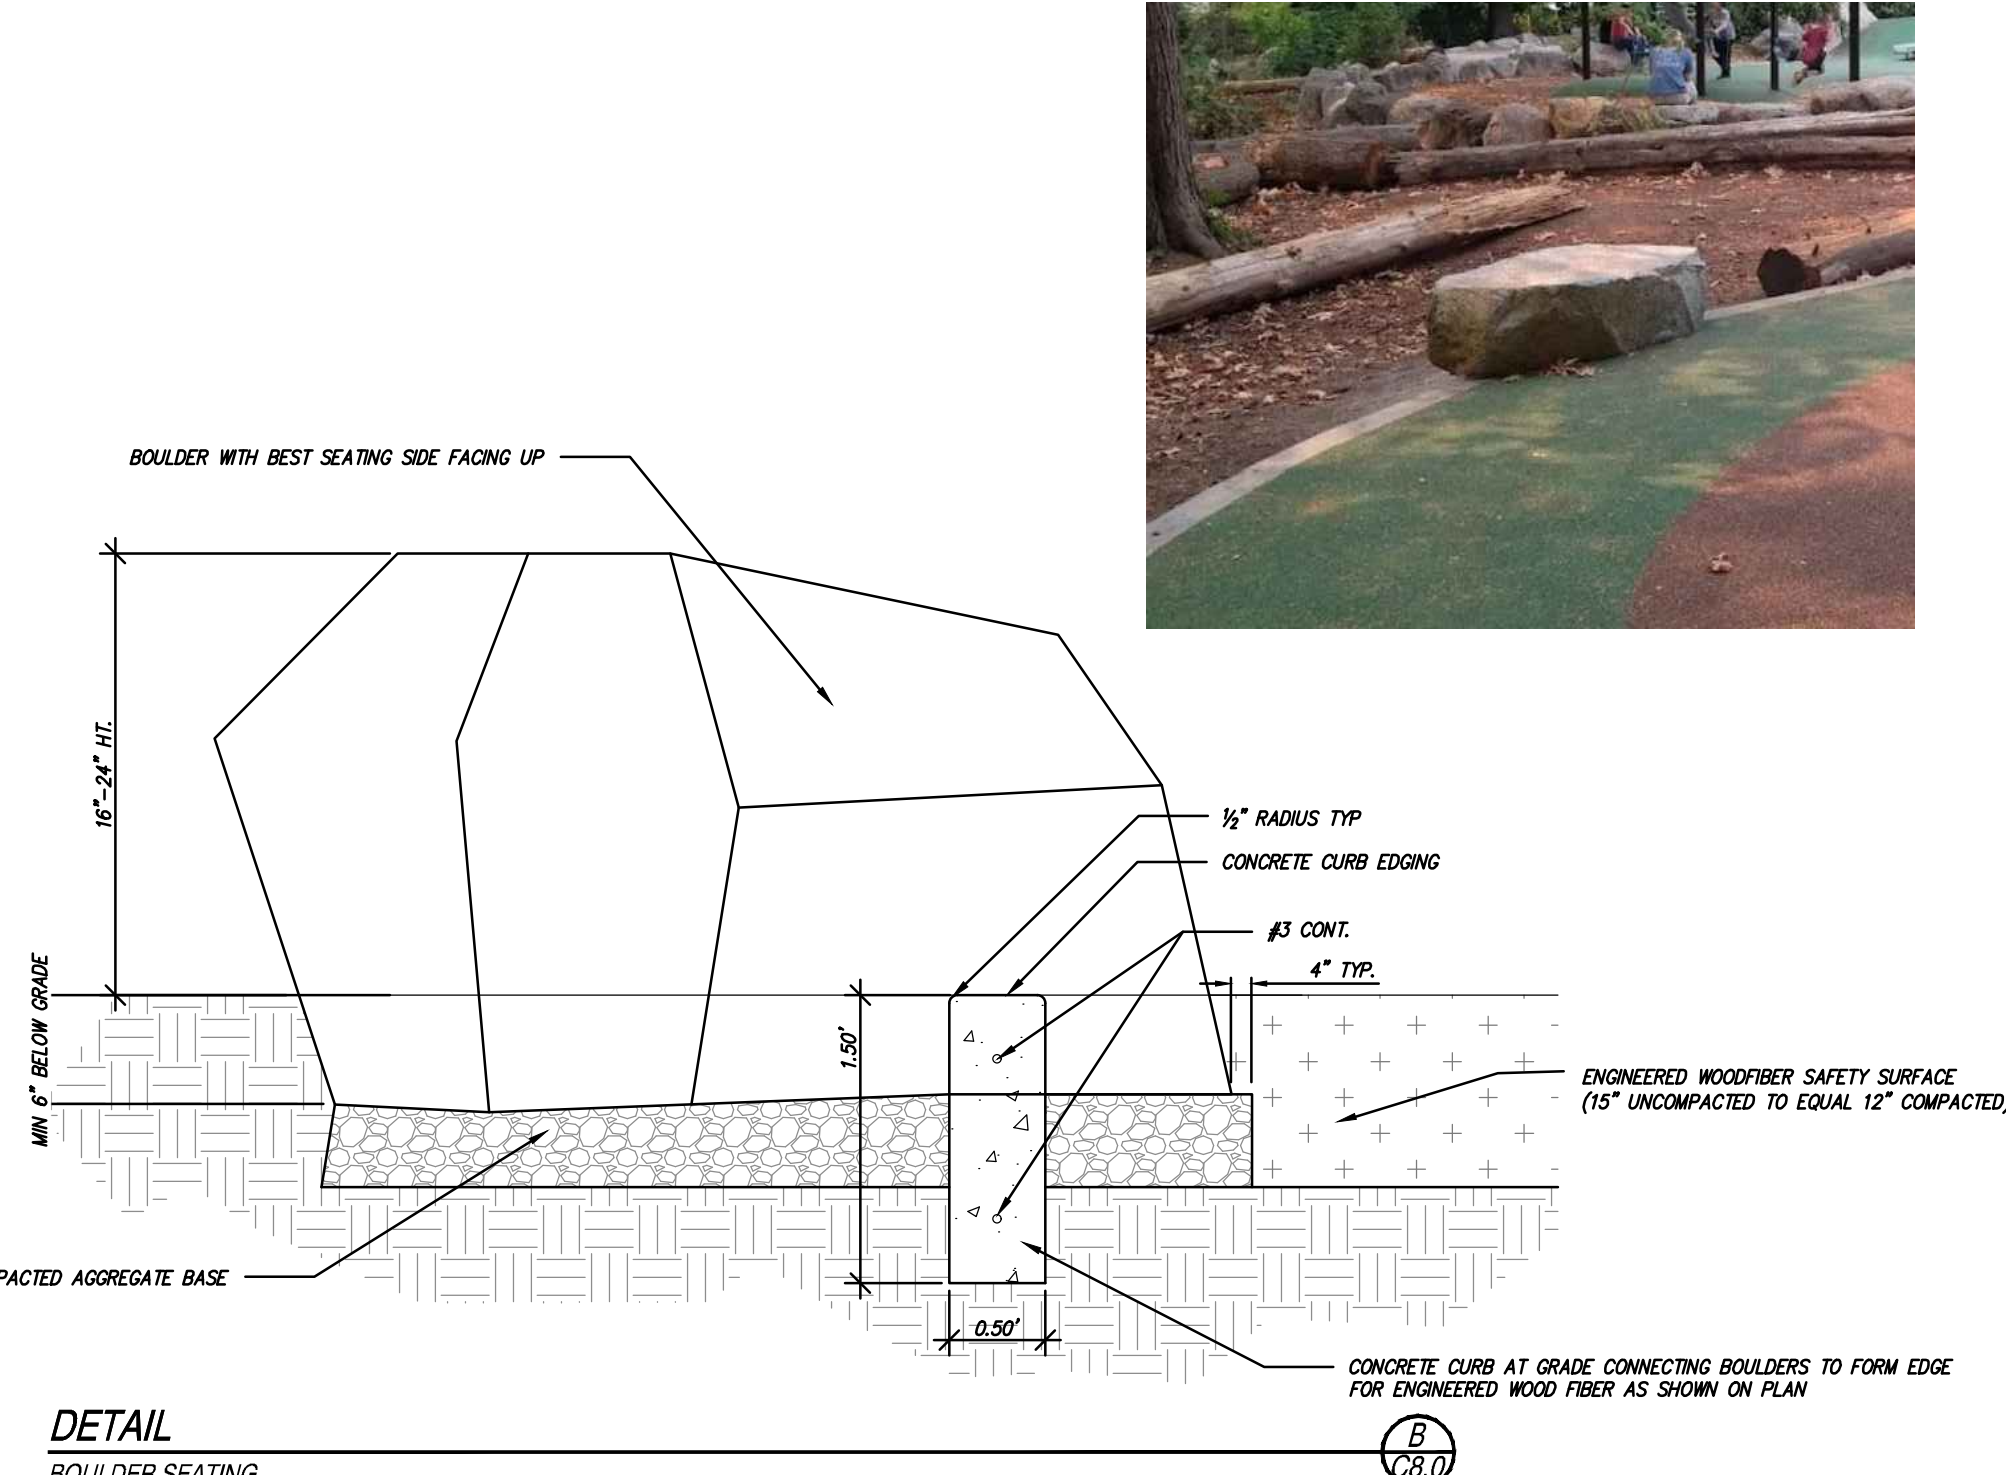 BOULDER WITH BEST SEATING SIDE FACING UP
16"-24" HT.
½" RADIUS TYP
CONCRETE CURB EDGING
#3 CONT.
4" TYP.
MIN 6" BELOW GRADE
1.50'
ENGINEERED WOODFIBER SAFETY SURFACE
(15" UNCOMPACTED TO EQUAL 12" COMPACTED)
PACTED AGGREGATE BASE
0.50'
CONCRETE CURB AT GRADE CONNECTING BOULDERS TO FORM EDGE
FOR ENGINEERED WOOD FIBER AS SHOWN ON PLAN
DETAIL
B
BOULDER SEATING
C8.0